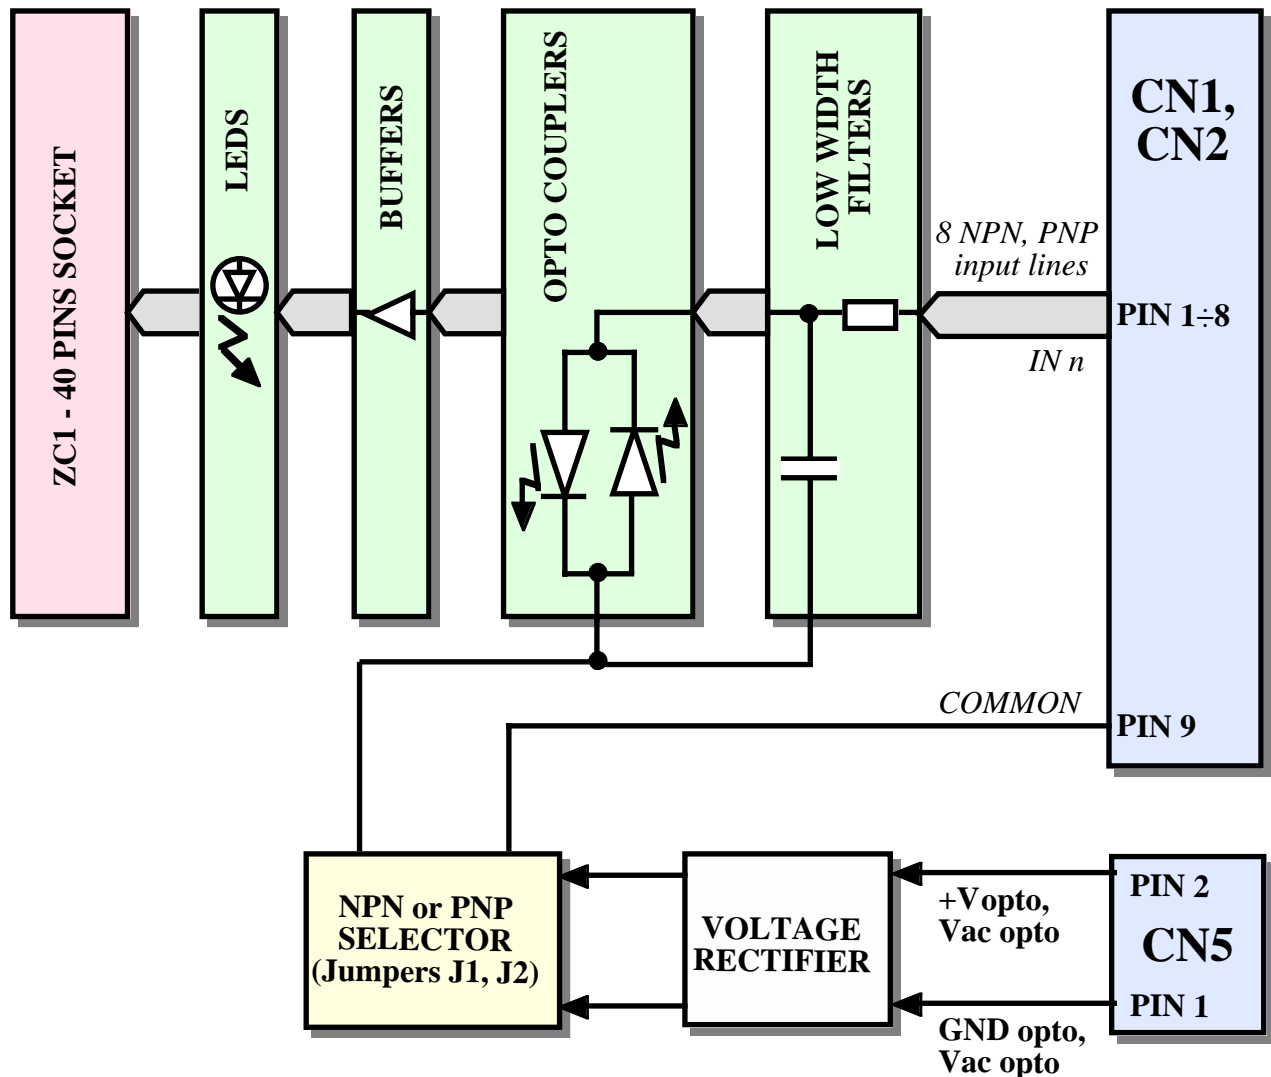 ZC1 - 40 PINS SOCKET
LEDS
BUFFERS
OPTO COUPLERS
LOW WIDTH
FILTERS
8 NPN, PNP
input lines
IN n
CN1,
CN2
PIN 1÷8
COMMON
PIN 9
NPN or PNP
SELECTOR
(Jumpers J1, J2)
VOLTAGE
RECTIFIER
+Vopto,
Vac opto
GND opto,
Vac opto
PIN 2
CN5
PIN 1